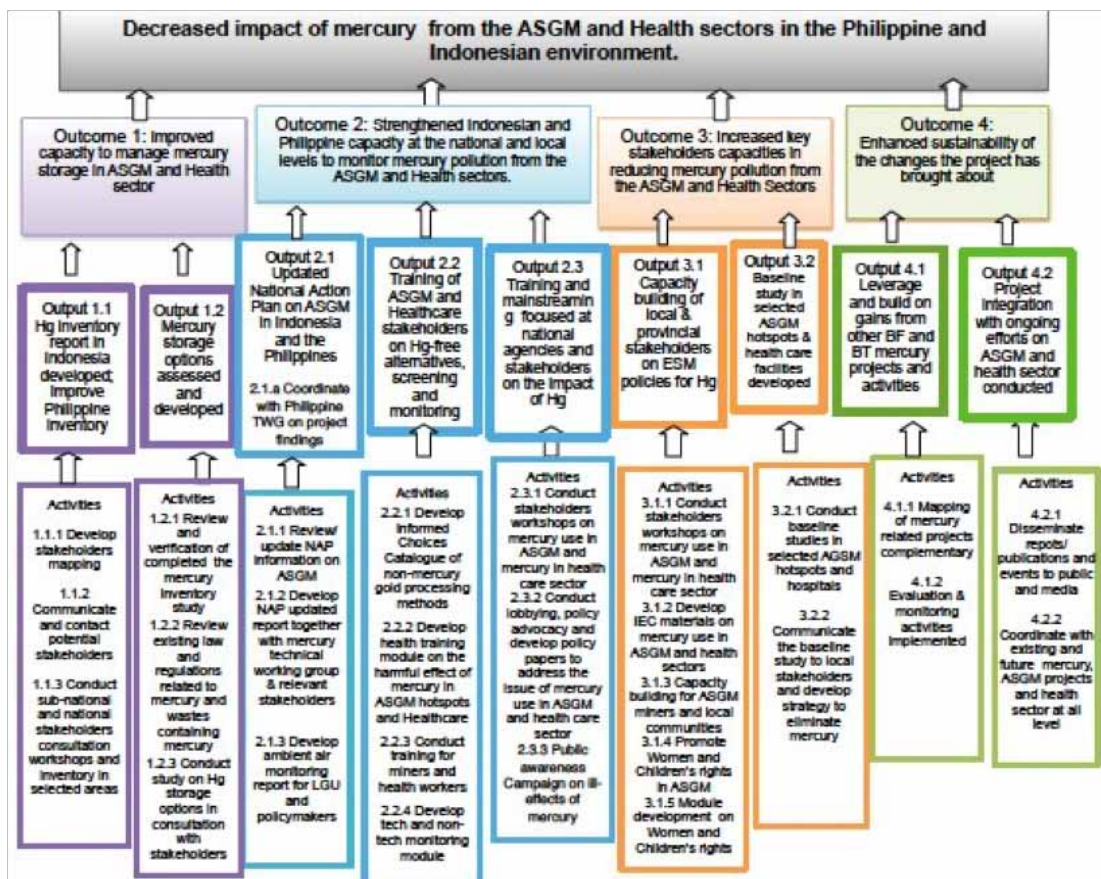 Decreased impact of mercury from the ASGM and Health sectors in the Philippine and
Indonesian environment.
Outcome 1: Improved
capacity to manage mercury
storage in ASGM and Health
sector
Outcome 2: Strengthened Indonesian and
Philippine capacity at the national and local
levels to monitor mercury pollution from the
ASGM and Health sectors.
Outcome 3: Increased key
stakeholders capacities in
reducing mercury pollution from
the ASGM and Health Sectors
Outcome 4:
Enhanced sustainability of
the changes the project has
brought about
Output 1.1
Hg Inventory
report in
Indonesia
developed;
Improve
Philippine
Inventory
Output 1.2
Mercury
storage
options
assessed
and
developed
Output 2.1
Updated
National Action
Plan on ASGM
in Indonesia
and the
Philippines
2.1.a Coordinate
with Philippine
TWG on project
findings
Output 2.2
Training of
ASGM and
Healthcare
stakeholders
on Hg-free
alternatives,
screening and
monitoring
Output 2.3
Training and
mainstreamin
g focused at
national
agencies and
stakeholders
on the impact
of Hg
Output 3.1
Capacity
building of
local &
provincial
stakeholders
on ESM
policies for Hg
Output 3.2
Baseline
study in
selected
ASGM
hotspots &
health care
facilities
developed
Output 4.1
Leverage
and build on
gains from
other BF and
BT mercury
projects and
activities
Output 4.2
Project
Integration
with ongoing
efforts on
ASGM and
health sector
conducted
Activities
1.1.1 Develop
stakeholders
mapping
1.1.2
Communicate
and contact
potential
stakeholders
1.1.3 Conduct
sub-national
and national
stakeholders
consultation
workshops and
inventory in
selected areas
Activities
1.2.1 Review
and
verification of
completed the
mercury
inventory
study
1.2.2 Review
existing law
and
regulations
related to
mercury and
wastes
containing
mercury
1.2.3 Conduct
study on Hg
storage
options in
consultation
with
stakeholders
Activities
2.1.1 Review/
update NAP
information on
ASGM
2.1.2 Develop
NAP updated
report together
with mercury
technical
working group
& relevant
stakeholders
2.1.3 Develop
ambient air
monitoring
report for LGU
and
policymakers
Activities
2.2.1 Develop
Informed
Choices
Catalogue of
non-mercury
gold processing
methods
2.2.2 Develop
health training
module on the
harmful effect of
mercury in
ASGM hotspots
and Healthcare
2.2.3 Conduct
training for
miners and
health workers
2.2.4 Develop
tech and non-
tech monitoring
module
Activities
2.3.1 Conduct
stakeholders
workshops on
mercury use in
ASGM and
mercury in health
care sector
2.3.2 Conduct
lobbying, policy
advocacy and
develop policy
papers to
address the
issue of mercury
use in ASGM
and health care
sector
2.3.3 Public
awareness
Campaign on ill-
effects of
mercury
Activities
3.1.1 Conduct
stakeholders
workshops on
mercury use in
ASGM and
mercury in health
care sector
3.1.2 Develop
IEC materials on
mercury use in
ASGM and health
sectors
3.1.3 Capacity
building for ASGM
miners and local
communities
3.1.4 Promote
Women and
Children's rights
in ASGM
3.1.5 Module
development on
Women and
Children's rights
Activities
3.2.1 Conduct
baseline
studies in
selected AGSM
hotspots and
hospitals
3.2.2
Communicate
the baseline
study to local
stakeholders
and develop
strategy to
eliminate
mercury
Activities
4.1.1 Mapping
of mercury
related projects
complementary
4.1.2
Evaluation &
monitoring
activities
implemented
Activities
4.2.1
Disseminate
repots/
publications and
events to public
and media
4.2.2
Coordinate with
existing and
future mercury,
ASGM projects
and health
sector at all
level